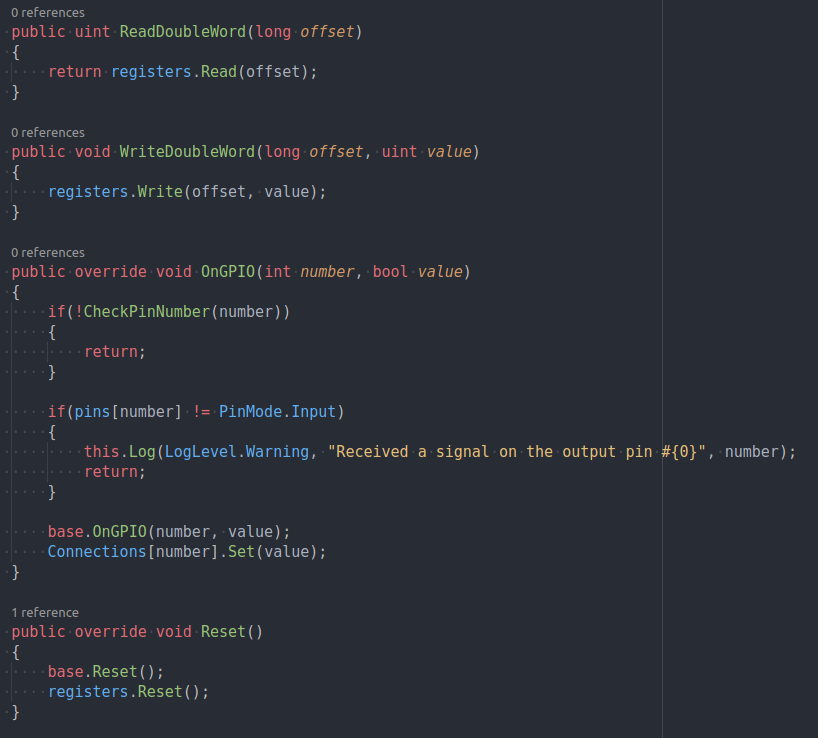 0 references
public uint ReadDoubleWord(long offset)
{
    return registers.Read(offset);
}
0 references
public void WriteDoubleWord(long offset, uint value)
{
    registers.Write(offset, value);
}
0 references
public override void OnGPIO(int number, bool value)
{
    if(!CheckPinNumber(number))
    {
        return;
    }
    if(pins[number] != PinMode.Input)
    {
        this.Log(LogLevel.Warning, "Received a signal on the output pin #{0}", number);
        return;
    }
    base.OnGPIO(number, value);
    Connections[number].Set(value);
}
1 reference
public override void Reset()
{
    base.Reset();
    registers.Reset();
}